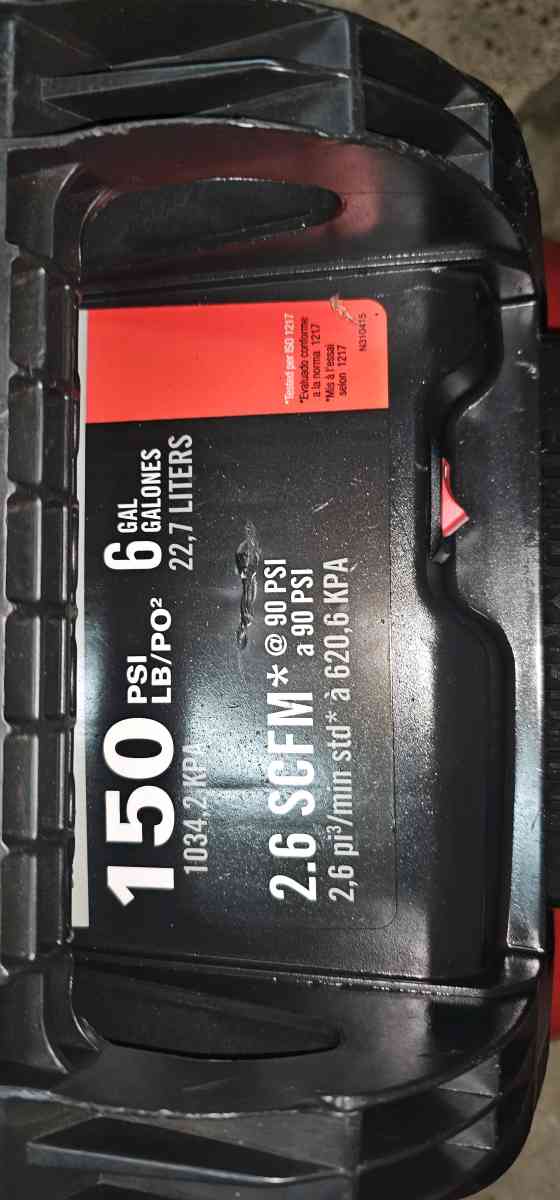 150 PSI
LB/PO²
1034,2 KPA
6 GAL
GALONES
22,7 LITERS
2.6 SCFM* @ 90 PSI
a 90 PSI
2,6 pi³/min std* à 620,6 KPA
*Tested per ISO 1217
*Evaluado conforme
a la norma 1217
*Mis à l'essai
selon 1217
N310415